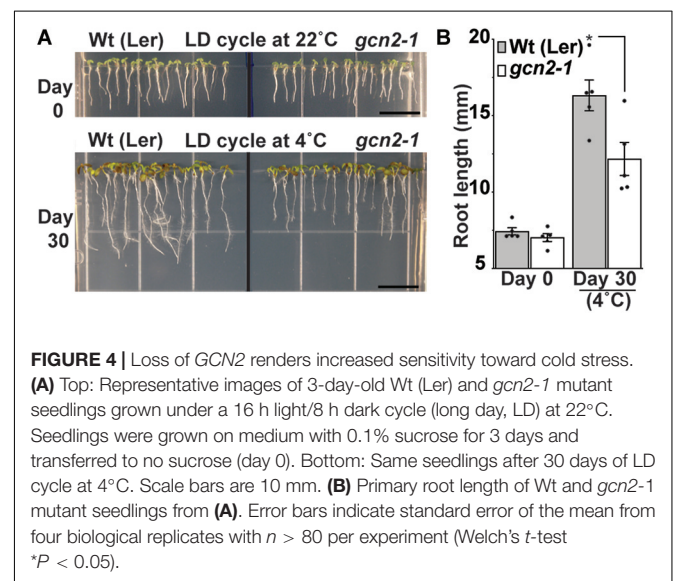 A Wt (Ler) LD cycle at 22˚C gcn2-1
Day
0
Wt (Ler) LD cycle at 4˚C gcn2-1
Day
30
B
20
15
10
5
Root length (mm)
Wt (Ler)
gcn2-1
*
Day 0 Day 30
(4˚C)
FIGURE 4 | Loss of GCN2 renders increased sensitivity toward cold stress.
(A) Top: Representative images of 3-day-old Wt (Ler) and gcn2-1 mutant
seedlings grown under a 16 h light/8 h dark cycle (long day, LD) at 22°C.
Seedlings were grown on medium with 0.1% sucrose for 3 days and
transferred to no sucrose (day 0). Bottom: Same seedlings after 30 days of LD
cycle at 4°C. Scale bars are 10 mm. (B) Primary root length of Wt and gcn2-1
mutant seedlings from (A). Error bars indicate standard error of the mean from
four biological replicates with n > 80 per experiment (Welch's t-test
*P < 0.05).